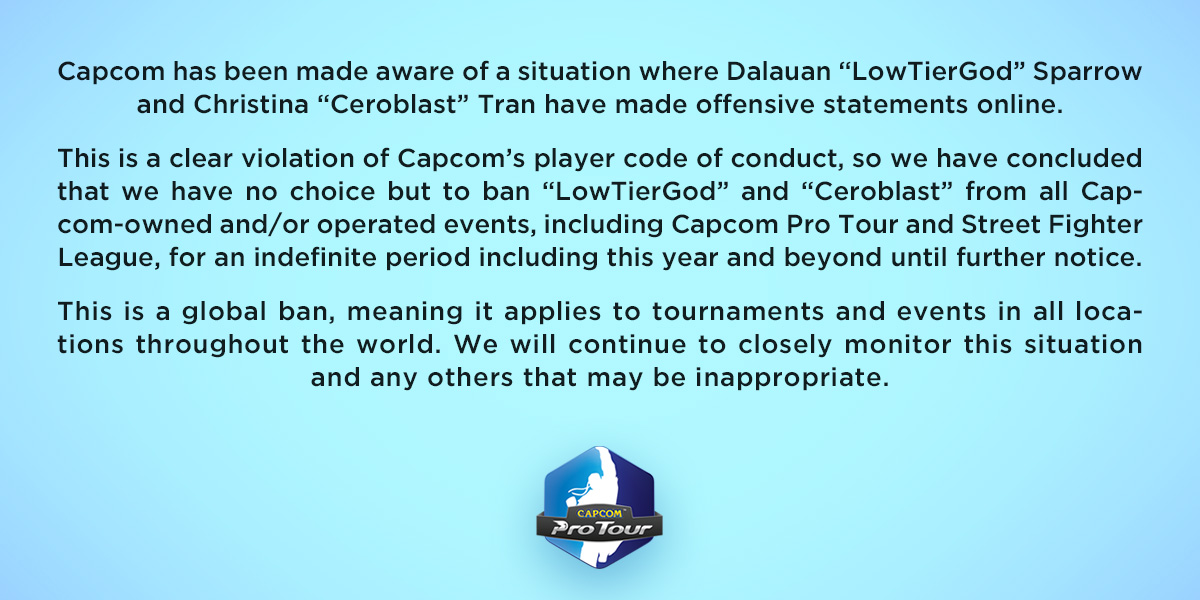 Capcom has been made aware of a situation where Dalauan “LowTierGod” Sparrow
and Christina “Ceroblast” Tran have made offensive statements online.
This is a clear violation of Capcom’s player code of conduct, so we have concluded
that we have no choice but to ban “LowTierGod” and “Ceroblast” from all Cap-
com-owned and/or operated events, including Capcom Pro Tour and Street Fighter
League, for an indefinite period including this year and beyond until further notice.
This is a global ban, meaning it applies to tournaments and events in all loca-
tions throughout the world. We will continue to closely monitor this situation
and any others that may be inappropriate.
CAPCOM™
Pro Tour